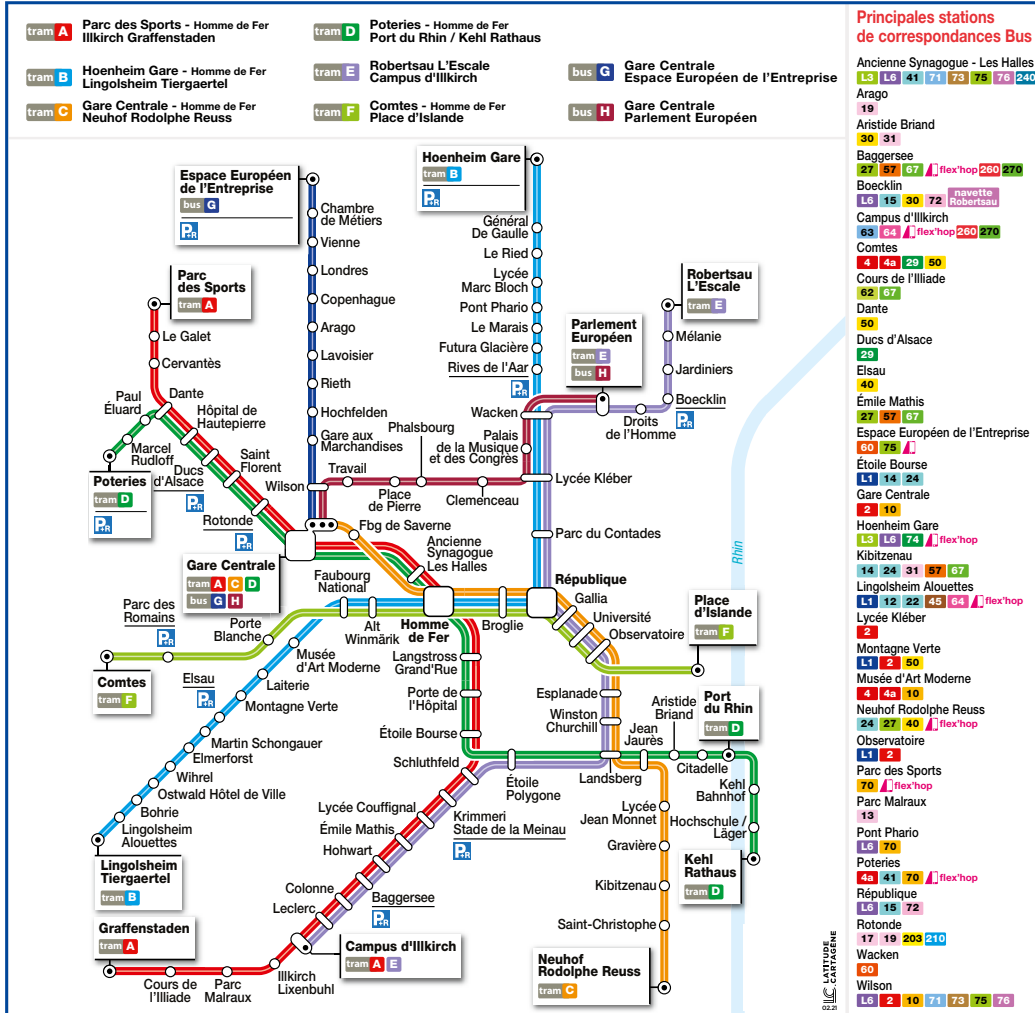 tram A Parc des Sports - Homme de Fer
Illkirch Graffenstaden
tram B Hoenheim Gare - Homme de Fer
Lingolsheim Tiergaertel
tram C Gare Centrale - Homme de Fer
Neuhof Rodolphe Reuss
tram D Poteries - Homme de Fer
Port du Rhin / Kehl Rathaus
tram E Robertsau L'Escale
Campus d'Illkirch
tram F Comtes - Homme de Fer
Place d'Islande
bus G Gare Centrale
Espace Européen de l'Entreprise
bus H Gare Centrale
Parlement Européen
Espace Européen
de l'Entreprise
bus G
P+R
Chambre
de Métiers
Vienne
Londres
Copenhague
Arago
Lavoisier
Rieth
Hochfelden
Gare aux
Marchandises
Wilson
Hoenheim Gare
tram B
P+R
Général
De Gaulle
Le Ried
Lycée
Marc Bloch
Pont Phario
Le Marais
Futura Glacière
Rives de l'Aar
P+R
Parc
des Sports
tram A
Le Galet
Cervantès
Dante
Paul
Éluard
Marcel
Rudloff
Poteries
tram D
P+R
Hôpital de
Hautepierre
Ducs
d'Alsace
P+R
Saint
Florent
Rotonde
P+R
Gare Centrale
tram A C D
bus G H
Robertsau
L'Escale
tram E
Mélanie
Jardiniers
Boecklin
P+R
Droits
de l'Homme
Parlement
Européen
tram E
bus H
Wacken
Palais
de la Musique
et des Congrès
Lycée Kléber
Clemenceau
Phalsbourg
Place
de Pierre
Travail
Parc du Contades
Fbg de Saverne
Ancienne
Synagogue
Les Halles
République
Homme
de Fer
Broglie
Faubourg
National
Alt
Winmärik
Musée
d'Art Moderne
Porte
Blanche
Parc des
Romains
P+R
Comtes
tram F
Laiterie
Montagne Verte
Elsau
P+R
Martin Schongauer
Elmerforst
Wihrel
Ostwald Hôtel de Ville
Bohrie
Lingolsheim
Alouettes
Lingolsheim
Tiergaertel
tram B
Gallia
Université
Observatoire
Place
d'Islande
tram F
Langstross
Grand'Rue
Porte de
l'Hôpital
Étoile Bourse
Schluthfeld
Esplanade
Winston
Churchill
Landsberg
Étoile
Polygone
Jean
Jaurès
Aristide
Briand
Citadelle
Port
du Rhin
tram D
Kehl
Bahnhof
Hochschule /
Läger
Kehl
Rathaus
tram D
Rhin
Lycée
Jean Monnet
Gravière
Kibitzenau
Saint-Christophe
Neuhof
Rodolphe Reuss
tram C
Krimmeri
Stade de la Meinau
P+R
Lycée Couffignal
Émile Mathis
Hohwart
Baggersee
P+R
Colonne
Leclerc
Campus d'Illkirch
tram A E
Illkirch
Lixenbuhl
Parc
Malraux
Cours de
l'Illiade
Graffenstaden
tram A
LATITUDE
CARTAGÈNE
Principales stations
de correspondances Bus
Ancienne Synagogue - Les Halles
L3 L6 41 71 73 75 76 240
Arago
19
Aristide Briand
30 31
Baggersee
27 57 67 flex'hop 260 270
Boecklin
L6 15 30 72 navette
Robertsau
Campus d'Illkirch
63 64 flex'hop 260 270
Comtes
4 4a 29 50
Cours de l'Illiade
62 67
Dante
50
Ducs d'Alsace
29
Elsau
40
Émile Mathis
27 57 67
Espace Européen de l'Entreprise
60 75
Étoile Bourse
L1 14 24
Gare Centrale
2 10
Hoenheim Gare
L3 L6 74 flex'hop
Kibitzenau
14 24 31 57 67
Lingolsheim Alouettes
L1 12 22 45 64 flex'hop
Lycée Kléber
2
Montagne Verte
L1 2 50
Musée d'Art Moderne
4 4a 10
Neuhof Rodolphe Reuss
24 27 40 flex'hop
Observatoire
L1 2
Parc des Sports
70 flex'hop
Parc Malraux
13
Pont Phario
L6 70
Poteries
4a 41 70 flex'hop
République
L6 15 72
Rotonde
17 19 203 210
Wacken
60
Wilson
L6 2 10 71 73 75 76